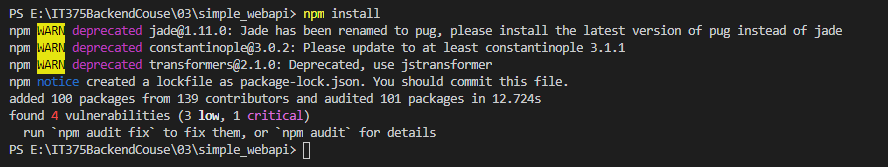 PS E:\IT375BackendCouse\03\simple_webapi> npm install
npm WARN deprecated jade@1.11.0: Jade has been renamed to pug, please install the latest version of pug instead of jade
npm WARN deprecated constantinople@3.0.2: Please update to at least constantinople 3.1.1
npm WARN deprecated transformers@2.1.0: Deprecated, use jstransformer
npm notice created a lockfile as package-lock.json. You should commit this file.
added 100 packages from 139 contributors and audited 101 packages in 12.724s
found 4 vulnerabilities (3 low, 1 critical)
  run `npm audit fix` to fix them, or `npm audit` for details
PS E:\IT375BackendCouse\03\simple_webapi>